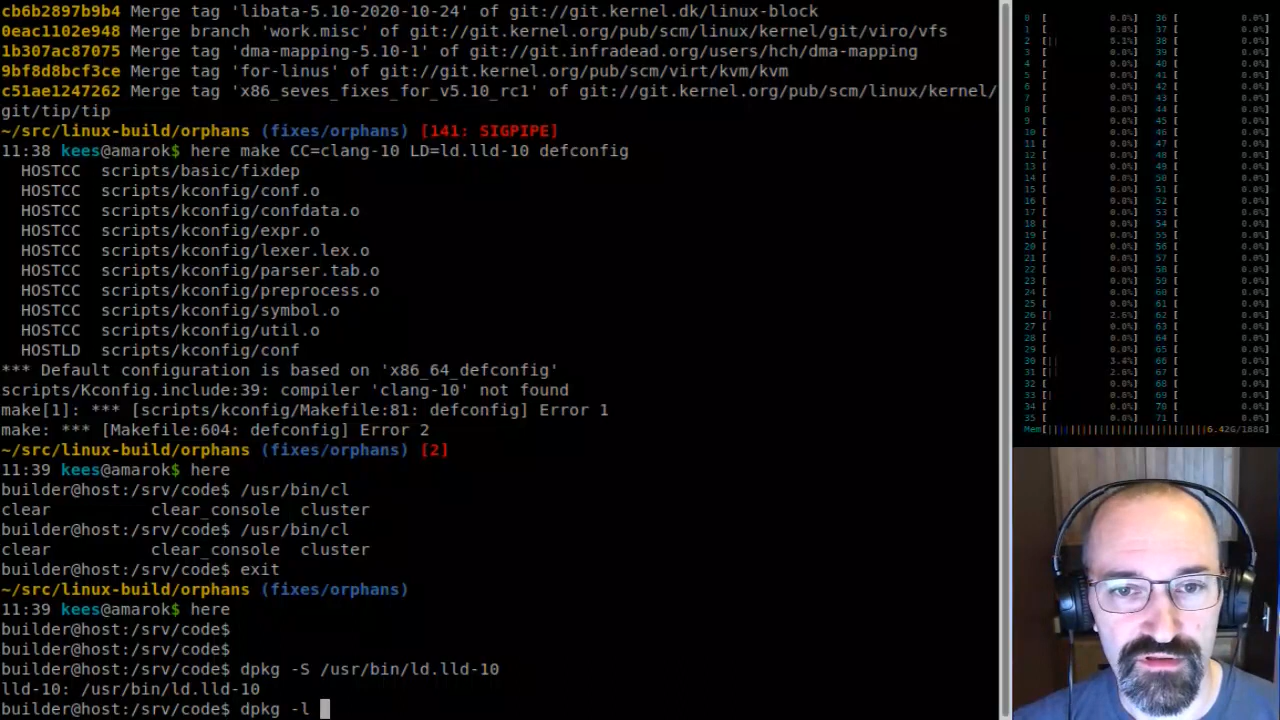 cb6b2897b9b4 Merge tag 'libata-5.10-2020-10-24' of git://git.kernel.dk/linux-block
0eac1102e948 Merge branch 'work.misc' of git://git.kernel.org/pub/scm/linux/kernel/git/viro/vfs
1b307ac87075 Merge tag 'dma-mapping-5.10-1' of git://git.infradead.org/users/hch/dma-mapping
9bf8d8bcf3ce Merge tag 'for-linus' of git://git.kernel.org/pub/scm/virt/kvm/kvm
c51ae1247262 Merge tag 'x86_seves_fixes_for_v5.10_rc1' of git://git.kernel.org/pub/scm/linux/kernel/
git/tip/tip
~/src/linux-build/orphans (fixes/orphans) [141: SIGPIPE]
11:38 kees@amarok$ here make CC=clang-10 LD=ld.lld-10 defconfig
HOSTCC scripts/basic/fixdep
HOSTCC scripts/kconfig/conf.o
HOSTCC scripts/kconfig/confdata.o
HOSTCC scripts/kconfig/expr.o
HOSTCC scripts/kconfig/lexer.lex.o
HOSTCC scripts/kconfig/parser.tab.o
HOSTCC scripts/kconfig/preprocess.o
HOSTCC scripts/kconfig/symbol.o
HOSTCC scripts/kconfig/util.o
HOSTLD scripts/kconfig/conf
*** Default configuration is based on 'x86_64_defconfig'
scripts/Kconfig.include:39: compiler 'clang-10' not found
make[1]: *** [scripts/kconfig/Makefile:81: defconfig] Error 1
make: *** [Makefile:604: defconfig] Error 2
~/src/linux-build/orphans (fixes/orphans) [2]
11:39 kees@amarok$ here
builder@host:/srv/code$ /usr/bin/cl
clear clear_console cluster
builder@host:/srv/code$ /usr/bin/cl
clear clear_console cluster
builder@host:/srv/code$ exit
~/src/linux-build/orphans (fixes/orphans)
11:39 kees@amarok$ here
builder@host:/srv/code$
builder@host:/srv/code$
builder@host:/srv/code$ dpkg -S /usr/bin/ld.lld-10
lld-10: /usr/bin/ld.lld-10
builder@host:/srv/code$ dpkg -l